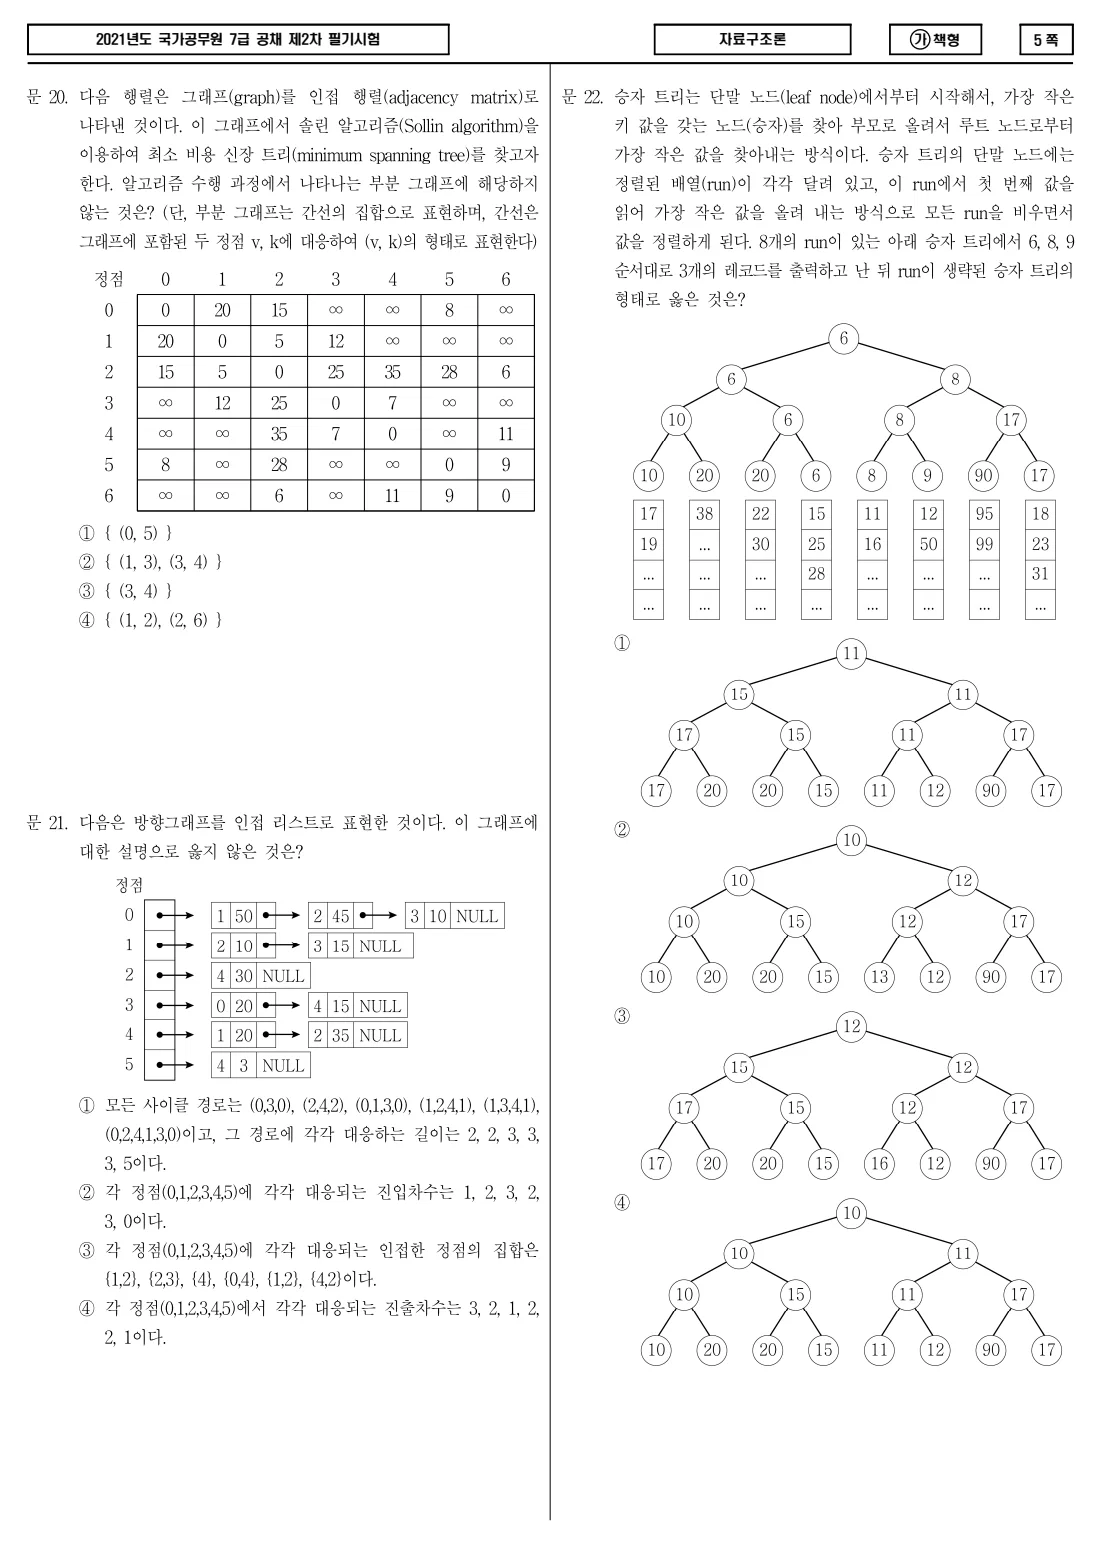 2021년도 국가공무원 7급 공채 제2차 필기시험
자료구조론
㉮ 책형
5 쪽
문 20. 다음 행렬은 그래프(graph)를 인접 행렬(adjacency matrix)로
나타낸 것이다. 이 그래프에서 솔린 알고리즘(Sollin algorithm)을
이용하여 최소 비용 신장 트리(minimum spanning tree)를 찾고자
한다. 알고리즘 수행 과정에서 나타나는 부분 그래프에 해당하지
않는 것은? (단, 부분 그래프는 간선의 집합으로 표현하며, 간선은
그래프에 포함된 두 정점 v, k에 대응하여 (v, k)의 형태로 표현한다)
정점 0 1 2 3 4 5 6
0 0 20 15 ∞ ∞ 8 ∞
1 20 0 5 12 ∞ ∞ ∞
2 15 5 0 25 35 28 6
3 ∞ 12 25 0 7 ∞ ∞
4 ∞ ∞ 35 7 0 ∞ 11
5 8 ∞ 28 ∞ ∞ 0 9
6 ∞ ∞ 6 ∞ 11 9 0
① { (0, 5) }
② { (1, 3), (3, 4) }
③ { (3, 4) }
④ { (1, 2), (2, 6) }
문 21. 다음은 방향그래프를 인접 리스트로 표현한 것이다. 이 그래프에
대한 설명으로 옳지 않은 것은?
정점
0 1 50 2 45 3 10 NULL
1 2 10 3 15 NULL
2 4 30 NULL
3 0 20 4 15 NULL
4 1 20 2 35 NULL
5 4 3 NULL
① 모든 사이클 경로는 (0,3,0), (2,4,2), (0,1,3,0), (1,2,4,1), (1,3,4,1),
(0,2,4,1,3,0)이고, 그 경로에 각각 대응하는 길이는 2, 2, 3, 3,
3, 5이다.
② 각 정점(0,1,2,3,4,5)에 각각 대응되는 진입차수는 1, 2, 3, 2,
3, 0이다.
③ 각 정점(0,1,2,3,4,5)에 각각 대응되는 인접한 정점의 집합은
{1,2}, {2,3}, {4}, {0,4}, {1,2}, {4,2}이다.
④ 각 정점(0,1,2,3,4,5)에서 각각 대응되는 진출차수는 3, 2, 1, 2,
2, 1이다.
문 22. 승자 트리는 단말 노드(leaf node)에서부터 시작해서, 가장 작은
키 값을 갖는 노드(승자)를 찾아 부모로 올려서 루트 노드로부터
가장 작은 값을 찾아내는 방식이다. 승자 트리의 단말 노드에는
정렬된 배열(run)이 각각 달려 있고, 이 run에서 첫 번째 값을
읽어 가장 작은 값을 올려 내는 방식으로 모든 run을 비우면서
값을 정렬하게 된다. 8개의 run이 있는 아래 승자 트리에서 6, 8, 9
순서대로 3개의 레코드를 출력하고 난 뒤 run이 생략된 승자 트리의
형태로 옳은 것은?
6
6 8
10 6 8 17
10 20 20 6 8 9 90 17
17 38 22 15 11 12 95 18
19 ... 30 25 16 50 99 23
... ... ... 28 ... ... ... 31
... ... ... ... ... ... ... ...
①
11
15 11
17 15 11 17
17 20 20 15 11 12 90 17
②
10
10 12
10 15 12 17
10 20 20 15 13 12 90 17
③
12
15 12
17 15 12 17
17 20 20 15 16 12 90 17
④
10
10 11
10 15 11 17
10 20 20 15 11 12 90 17